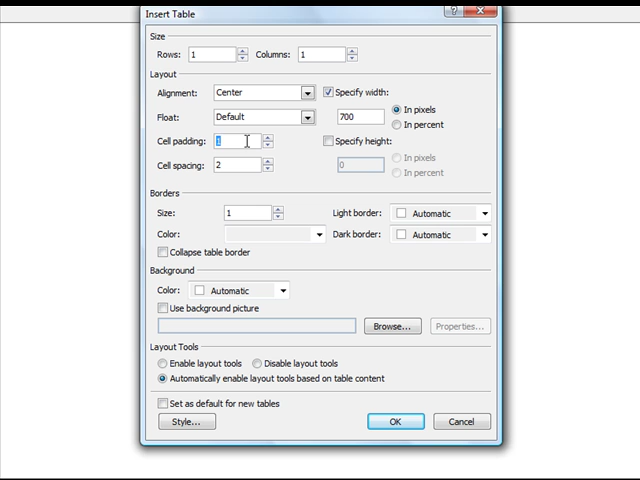 Insert Table
?
Size
Rows: 1 Columns: 1
Layout
Alignment: Center Specify width:
Float: Default 700 In pixels
In percent
Cell padding: 1 Specify height:
Cell spacing: 2 0 In pixels
In percent
Borders
Size: 1 Light border: Automatic
Color: Dark border: Automatic
Collapse table border
Background
Color: Automatic
Use background picture
Browse... Properties...
Layout Tools
Enable layout tools Disable layout tools
Automatically enable layout tools based on table content
Set as default for new tables
Style... OK Cancel